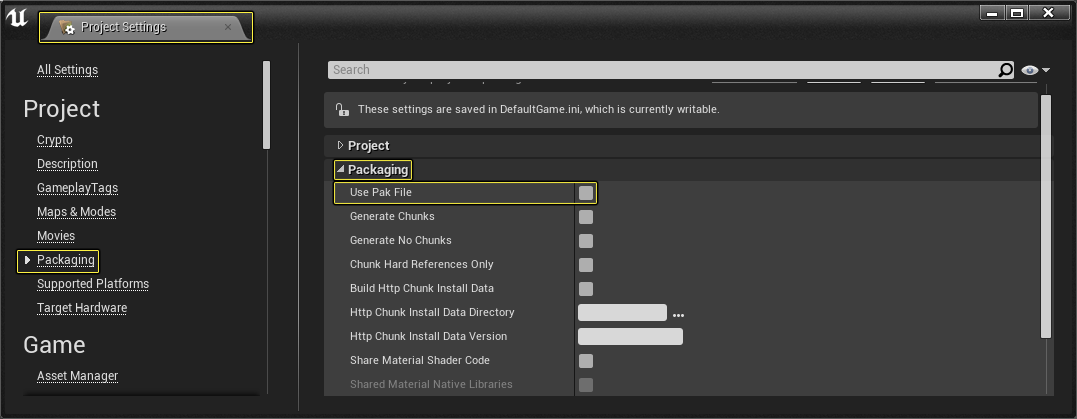 Project Settings
All Settings
Project
Crypto
Description
GameplayTags
Maps & Modes
Movies
Packaging
Supported Platforms
Target Hardware
Game
Asset Manager
Search
These settings are saved in DefaultGame.ini, which is currently writable.
Project
Packaging
Use Pak File
Generate Chunks
Generate No Chunks
Chunk Hard References Only
Build Http Chunk Install Data
Http Chunk Install Data Directory
...
Http Chunk Install Data Version
Share Material Shader Code
Shared Material Native Libraries